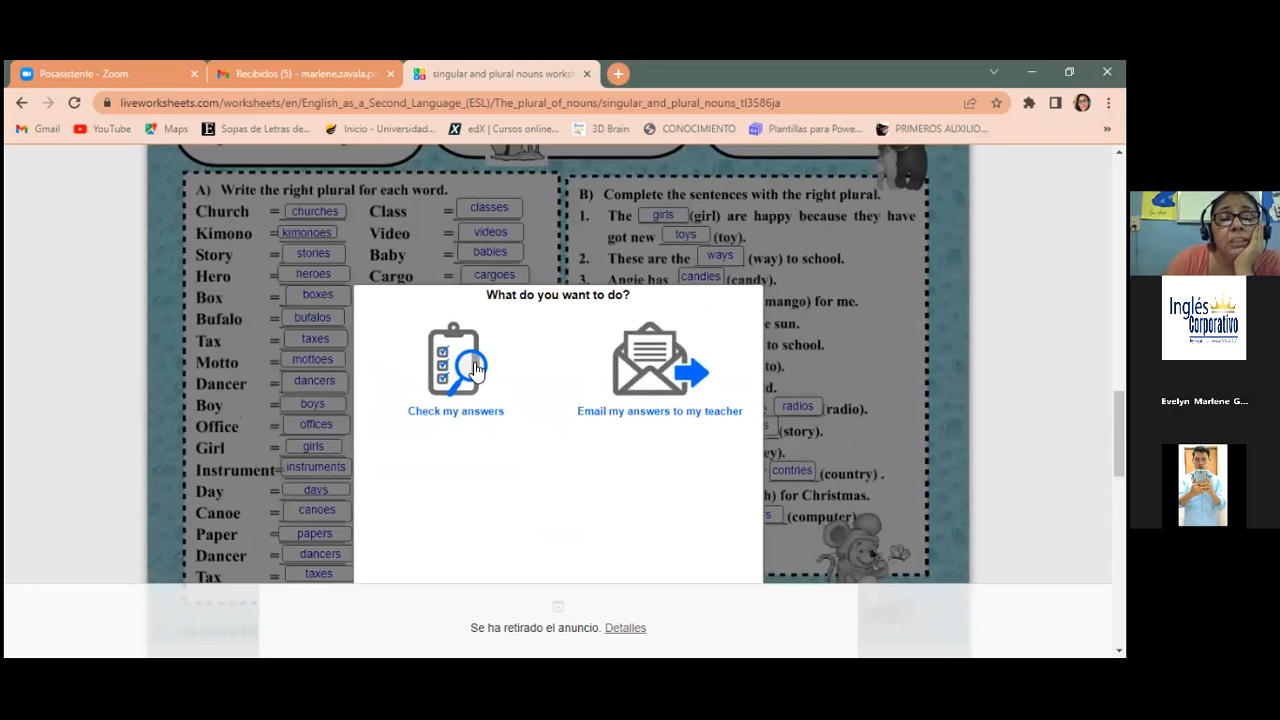 Posasistente - Zoom
Recibidos (5) - marlene.zavala.pr
singular and plural nouns works
liveworksheets.com/worksheets/en/English_as_a_Second_Language_(ESL)/The_plural_of_nouns/singular_and_plural_nouns_tl3586ja
Gmail YouTube Maps Sopas de Letras de... Inicio - Universidad... edX | Cursos online... 3D Brain CONOCIMIENTO Plantillas para Powe... PRIMEROS AUXILIO... »
A) Write the right plural for each word.
Church = churches Class = classes
Kimono = kimonoes Video = videos
Story = stories Baby = babies
Hero = heroes Cargo = cargoes
Box = boxes
Bufalo = bufalos
Tax = taxes
Motto = mottoes
Dancer = dancers
Boy = boys
Office = offices
Girl = girls
Instrument= instruments
Day = days
Canoe = canoes
Paper = papers
Dancer = dancers
Tax = taxes
B) Complete the sentences with the right plural.
1. The girls (girl) are happy because they have
got new toys (toy).
2. These are the ways (way) to school.
3. Angie has candies (candy).
mango) for me.
e sun.
to school.
to).
d.
radios (radio).
s (story).
ey).
contries (country) .
h) for Christmas.
s (computer)
What do you want to do?
Check my answers
Email my answers to my teacher
Se ha retirado el anuncio. Detalles
Inglés
Corporativo
Evelyn Marlene G...